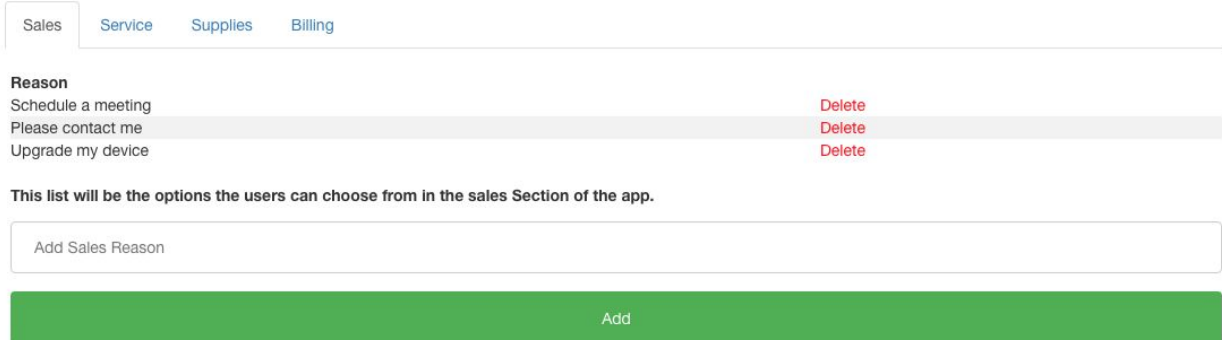 Sales Service Supplies Billing
Reason
Schedule a meeting Delete
Please contact me Delete
Upgrade my device Delete
This list will be the options the users can choose from in the sales Section of the app.
Add Sales Reason
Add